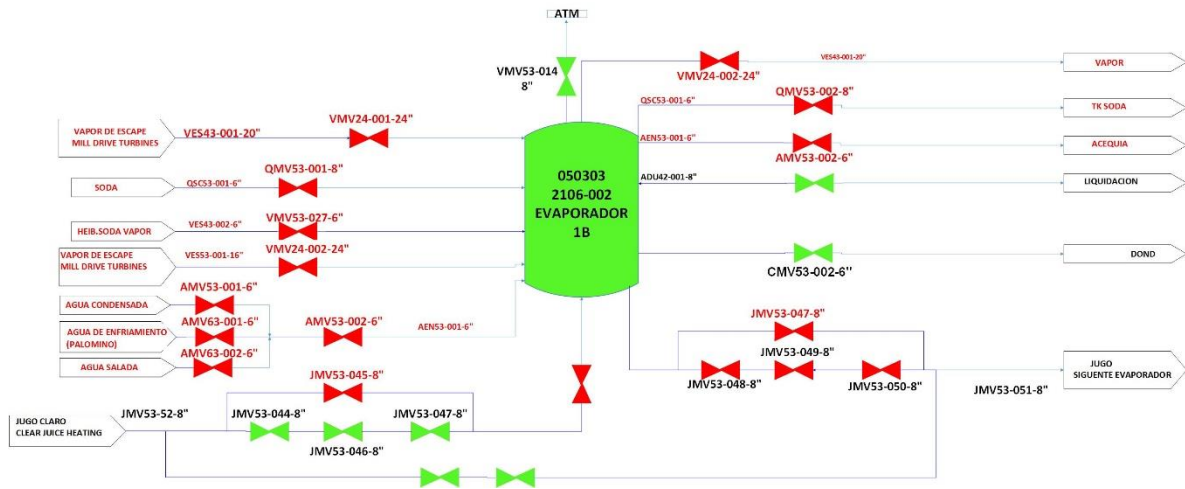 ATM
VMV53-014
8"
VMV24-002-24"
VES43-001-20"
VAPOR
QSC53-001-6"
QMV53-002-8"
TK SODA
VAPOR DE ESCAPE
MILL DRIVE TURBINES
VES43-001-20"
VMV24-001-24"
AEN53-001-6"
AMV53-002-6"
ACEQUIA
SODA
QSC53-001-6"
QMV53-001-8"
050303
2106-002
EVAPORADOR
1B
ADU42-001-8"
LIQUIDACION
HEIB.SODA VAPOR
VES43-002-6"
VMV53-027-6"
VAPOR DE ESCAPE
MILL DRIVE TURBINES
VES53-001-16"
VMV24-002-24"
CMV53-002-6"
DOND
AGUA CONDENSADA
AMV53-001-6"
AGUA DE ENFRIAMIENTO
(PALOMINO)
AMV63-001-6"
AMV53-002-6"
AEN53-001-6"
AGUA SALADA
AMV63-002-6"
JMV53-047-8"
JMV53-049-8"
JMV53-048-8"
JMV53-050-8"
JMV53-051-8"
JUGO
SIGUENTE EVAPORADOR
JMV53-045-8"
JUGO CLARO
CLEAR JUICE HEATING
JMV53-52-8"
JMV53-044-8"
JMV53-047-8"
JMV53-046-8"